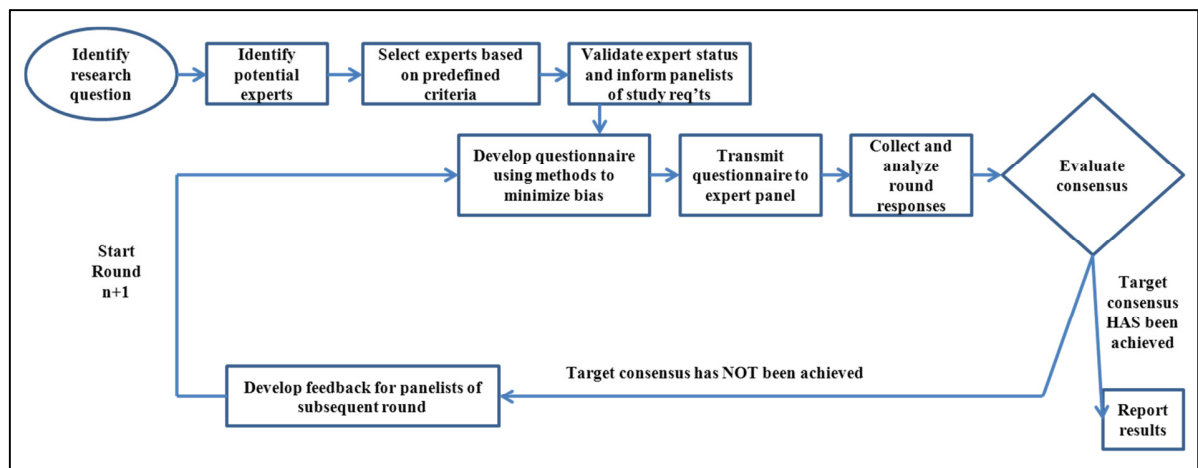 Identify
research
question
Identify
potential
experts
Select experts based
on predefined
criteria
Validate expert status
and inform panelists
of study req'ts
Develop questionnaire
using methods to
minimize bias
Transmit
questionnaire to
expert panel
Collect and
analyze
round
responses
Evaluate
consensus
Start
Round
n+1
Target
consensus
HAS been
achieved
Target consensus has NOT been achieved
Develop feedback for panelists of
subsequent round
Report
results